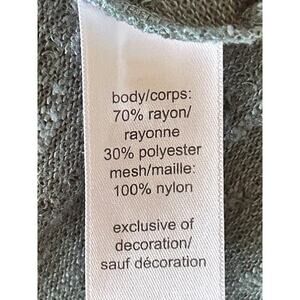 body/corps:
70% rayon/
rayonne
30% polyester
mesh/maille:
100% nylon
exclusive of
decoration/
sauf décoration